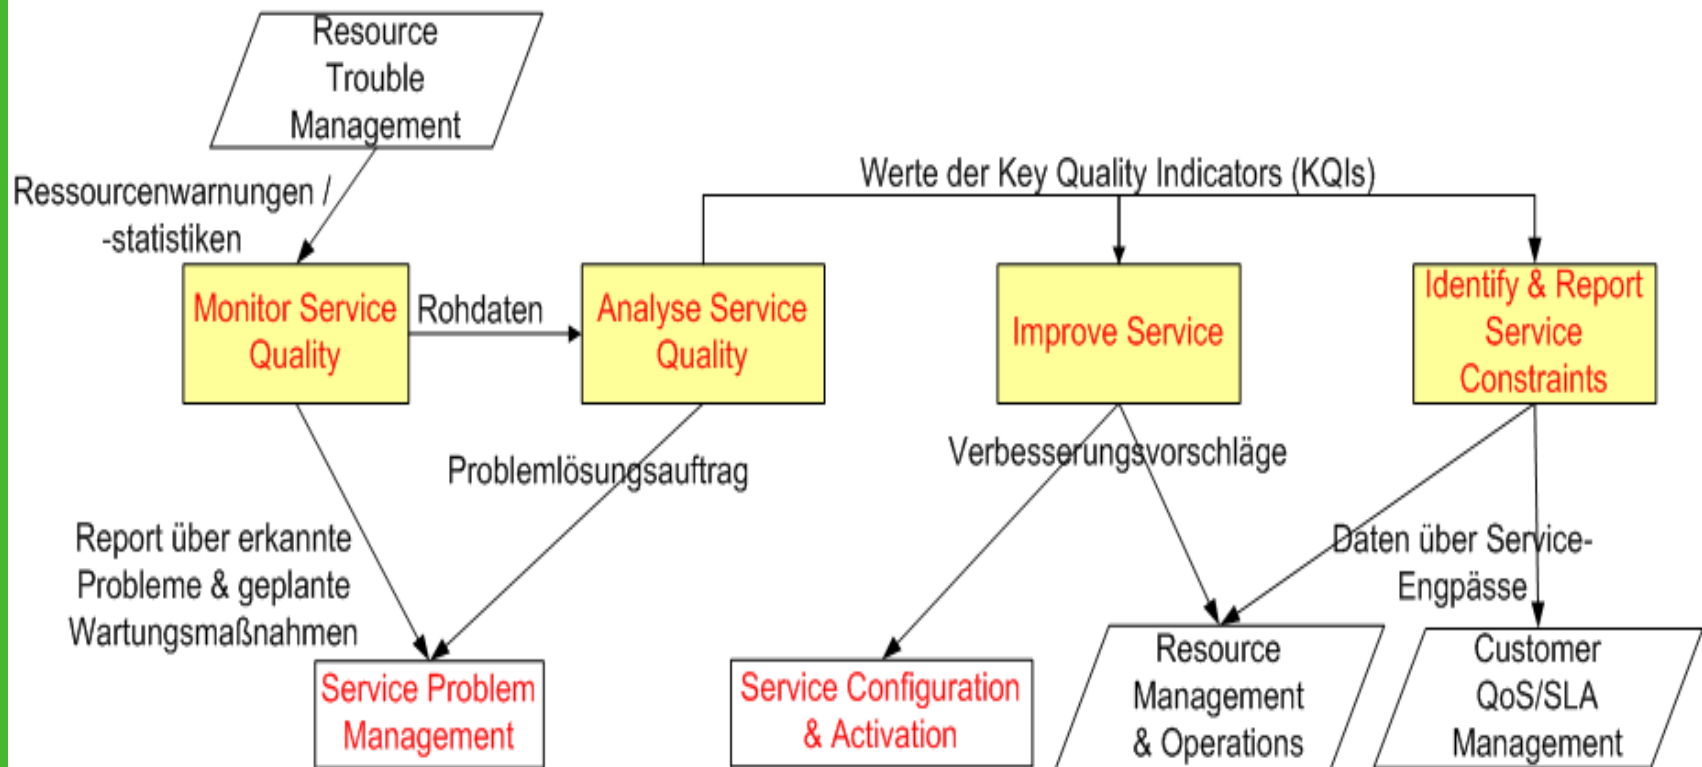 Resource
Trouble
Management
Ressourcenwarnungen /
-statistiken
Werte der Key Quality Indicators (KQIs)
Monitor Service
Quality
Rohdaten
Analyse Service
Quality
Improve Service
Identify & Report
Service
Constraints
Problemlösungsauftrag
Verbesserungsvorschläge
Report über erkannte
Probleme & geplante
Wartungsmaßnahmen
Daten über Service-
Engpässe
Service Problem
Management
Service Configuration
& Activation
Resource
Management
& Operations
Customer
QoS/SLA
Management